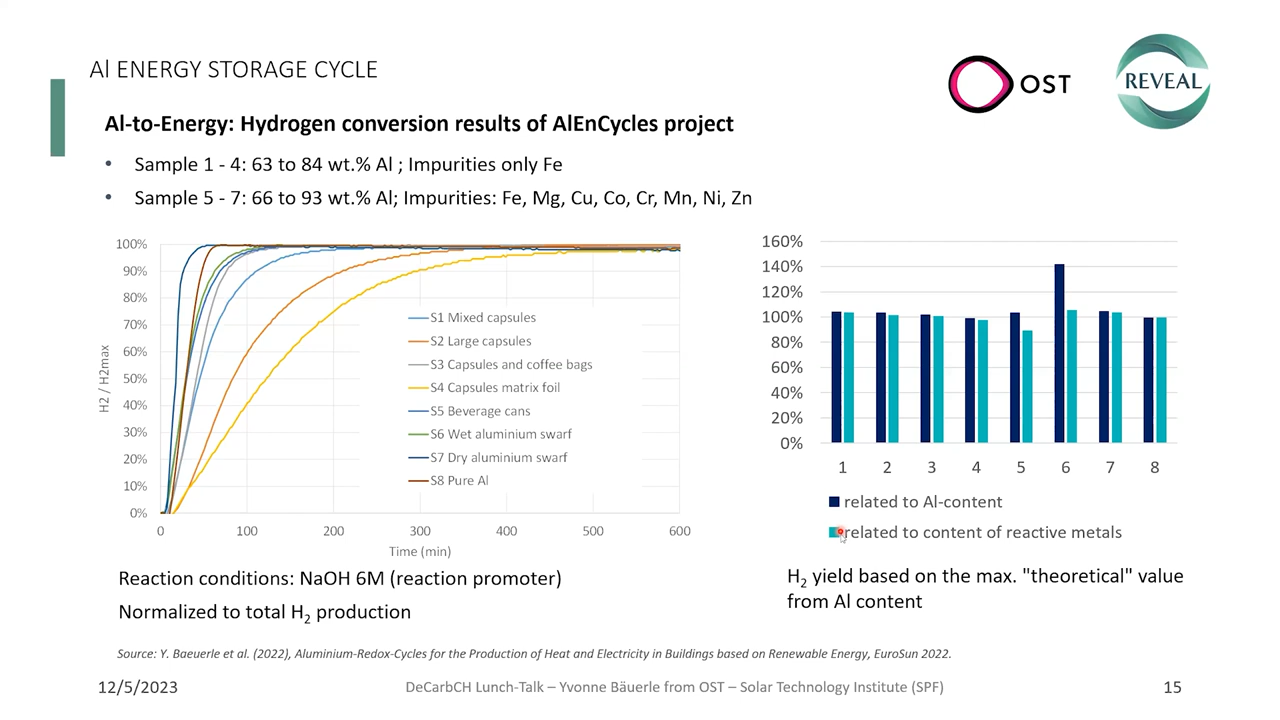 Al ENERGY STORAGE CYCLE
OST
REVEAL
Al-to-Energy: Hydrogen conversion results of AlEnCycles project
• Sample 1 - 4: 63 to 84 wt.% Al ; Impurities only Fe
• Sample 5 - 7: 66 to 93 wt.% Al; Impurities: Fe, Mg, Cu, Co, Cr, Mn, Ni, Zn
H2 / H2max
100%
90%
80%
70%
60%
50%
40%
30%
20%
10%
0%
0 100 200 300 400 500 600
Time (min)
S1 Mixed capsules
S2 Large capsules
S3 Capsules and coffee bags
S4 Capsules matrix foil
S5 Beverage cans
S6 Wet aluminium swarf
S7 Dry aluminium swarf
S8 Pure Al
160%
140%
120%
100%
80%
60%
40%
20%
0%
1 2 3 4 5 6 7 8
related to Al-content
related to content of reactive metals
Reaction conditions: NaOH 6M (reaction promoter)
Normalized to total H₂ production
H₂ yield based on the max. "theoretical" value
from Al content
Source: Y. Baeuerle et al. (2022), Aluminium-Redox-Cycles for the Production of Heat and Electricity in Buildings based on Renewable Energy, EuroSun 2022.
12/5/2023
DeCarbCH Lunch-Talk – Yvonne Bäuerle from OST – Solar Technology Institute (SPF)
15